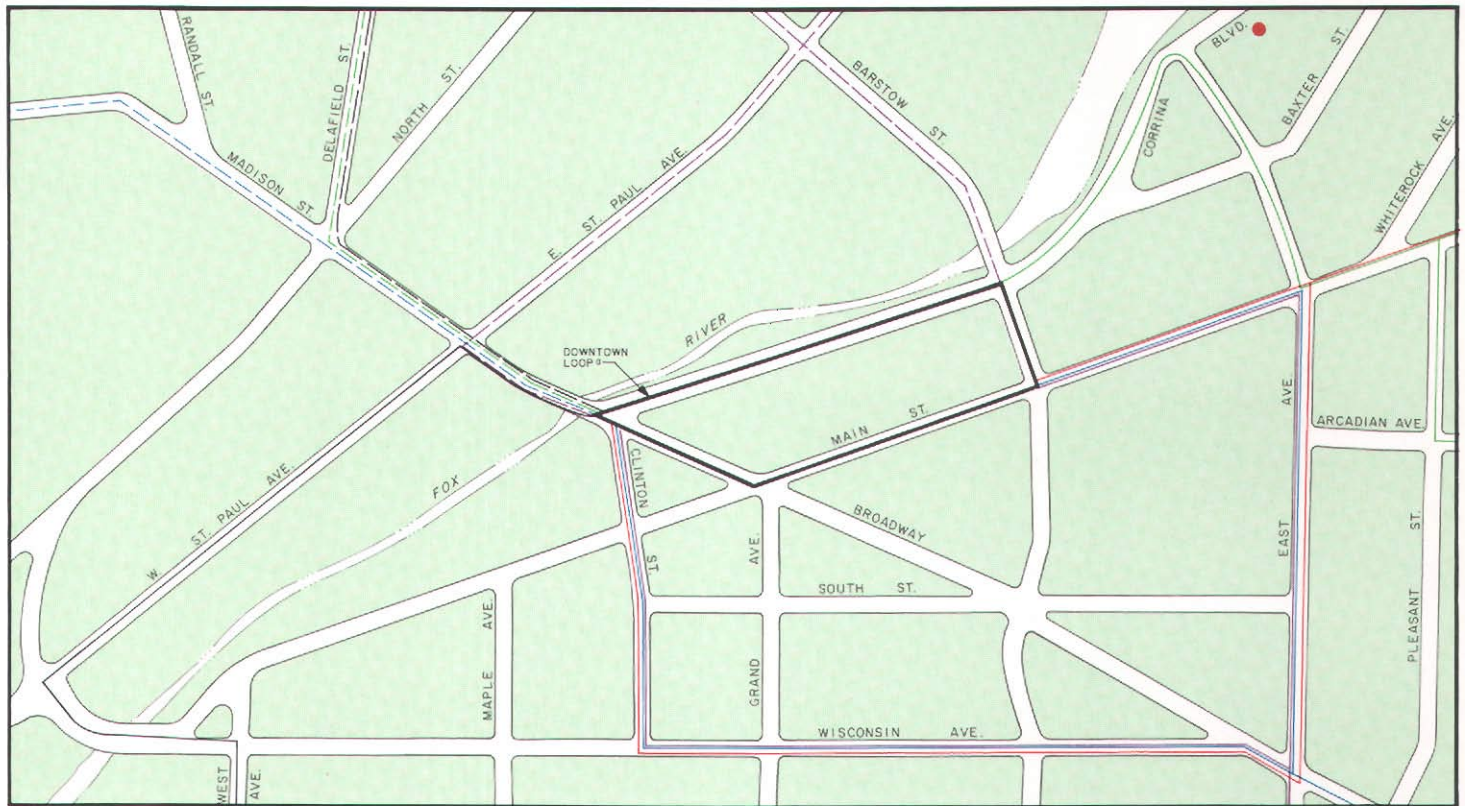 RANDALL ST.
DELAFIELD ST.
NORTH ST.
MADISON ST.
E. ST. PAUL AVE.
BARSTOW ST.
BLVD.
CORRINA
BAXTER ST.
WHITEROCK AVE.
RIVER
DOWNTOWN
LOOP a
MAIN ST.
EAST AVE.
ARCADIAN AVE.
CLINTON ST
FOX
W. ST. PAUL AVE.
BROADWAY
GRAND AVE.
SOUTH ST.
MAPLE AVE.
PLEASANT ST.
WISCONSIN AVE.
WEST AVE.